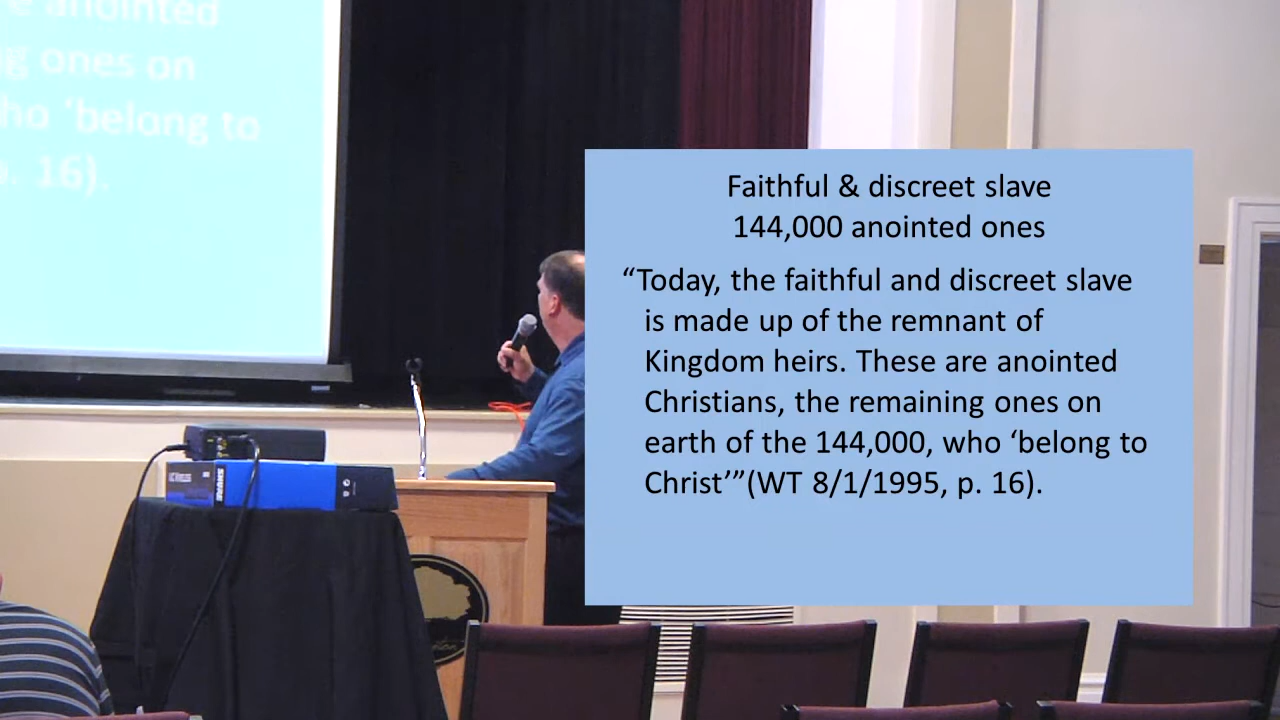 e anointed
g ones on
ho ‘belong to
p. 16).
Faithful & discreet slave
144,000 anointed ones
“Today, the faithful and discreet slave
is made up of the remnant of
Kingdom heirs. These are anointed
Christians, the remaining ones on
earth of the 144,000, who ‘belong to
Christ’”(WT 8/1/1995, p. 16).